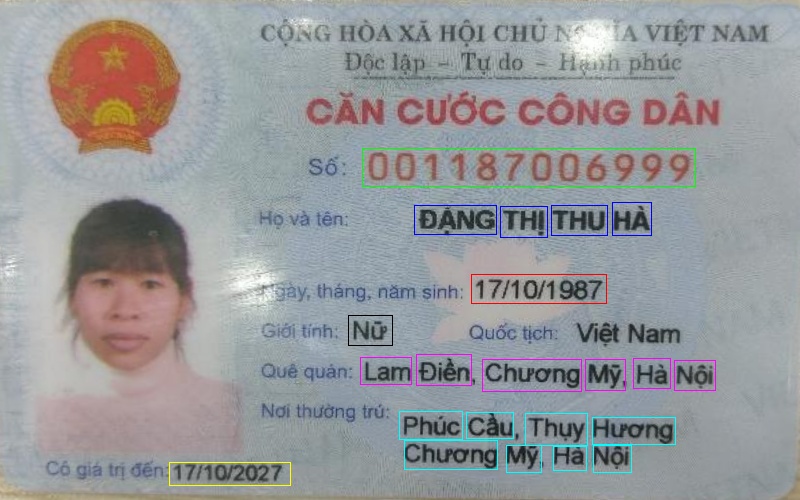 CỘNG HÒA XÃ HỘI CHỦ NGHĨA VIỆT NAM
Độc lập - Tự do - Hạnh phúc
CĂN CƯỚC CÔNG DÂN
Số: 001187006999
Họ và tên: ĐẶNG THỊ THU HÀ
Ngày, tháng, năm sinh: 17/10/1987
Giới tính: Nữ Quốc tịch: Việt Nam
Quê quán: Lam Điền, Chương Mỹ, Hà Nội
Nơi thường trú: Phúc Cầu, Thụy Hương
Chương Mỹ, Hà Nội
Có giá trị đến: 17/10/2027